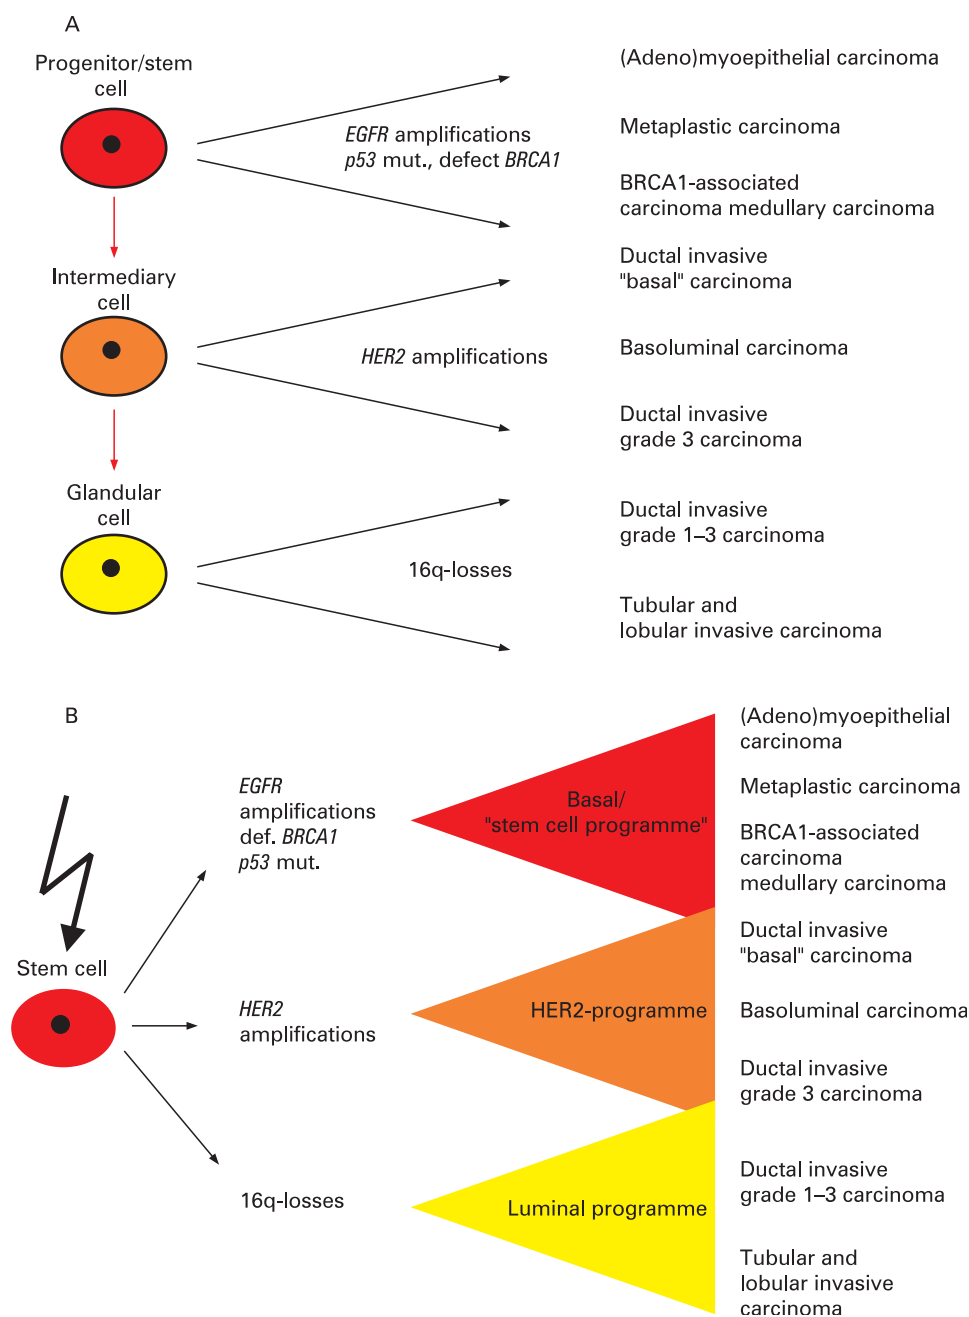 A
Progenitor/stem
cell
EGFR amplifications
p53 mut., defect BRCA1
(Adeno)myoepithelial carcinoma
Metaplastic carcinoma
BRCA1-associated
carcinoma medullary carcinoma
Intermediary
cell
HER2 amplifications
Ductal invasive
"basal" carcinoma
Basoluminal carcinoma
Ductal invasive
grade 3 carcinoma
Glandular
cell
16q-losses
Ductal invasive
grade 1–3 carcinoma
Tubular and
lobular invasive carcinoma
B
Stem cell
EGFR
amplifications
def. BRCA1
p53 mut.
Basal/
"stem cell programme"
(Adeno)myoepithelial
carcinoma
Metaplastic carcinoma
BRCA1-associated
carcinoma
medullary carcinoma
HER2
amplifications
HER2-programme
Ductal invasive
"basal" carcinoma
Basoluminal carcinoma
Ductal invasive
grade 3 carcinoma
16q-losses
Luminal programme
Ductal invasive
grade 1–3 carcinoma
Tubular and
lobular invasive
carcinoma